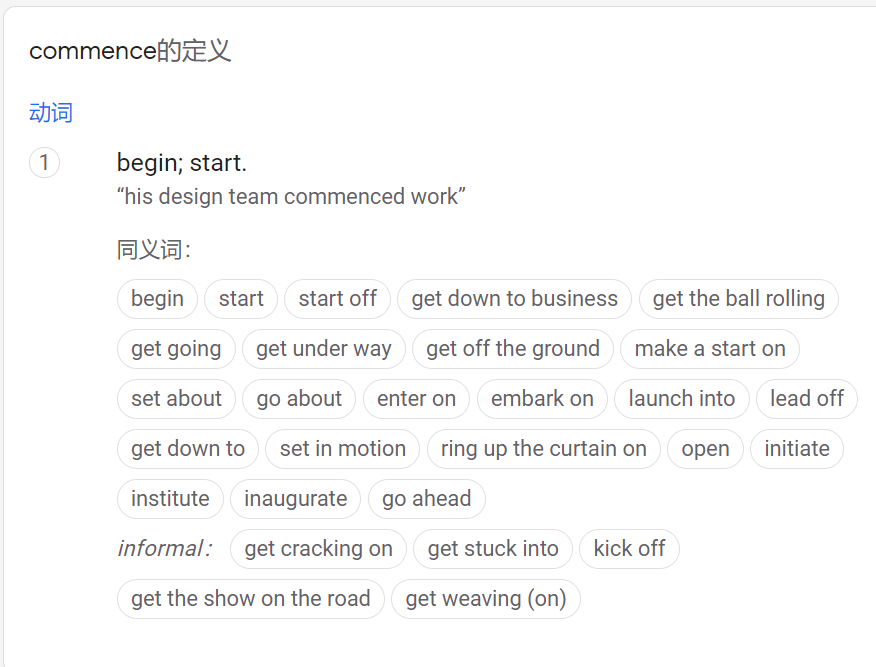 commence的定义
动词
1 begin; start.
“his design team commenced work”
同义词：
begin start start off get down to business get the ball rolling
get going get under way get off the ground make a start on
set about go about enter on embark on launch into lead off
get down to set in motion ring up the curtain on open initiate
institute inaugurate go ahead
informal： get cracking on get stuck into kick off
get the show on the road get weaving (on)